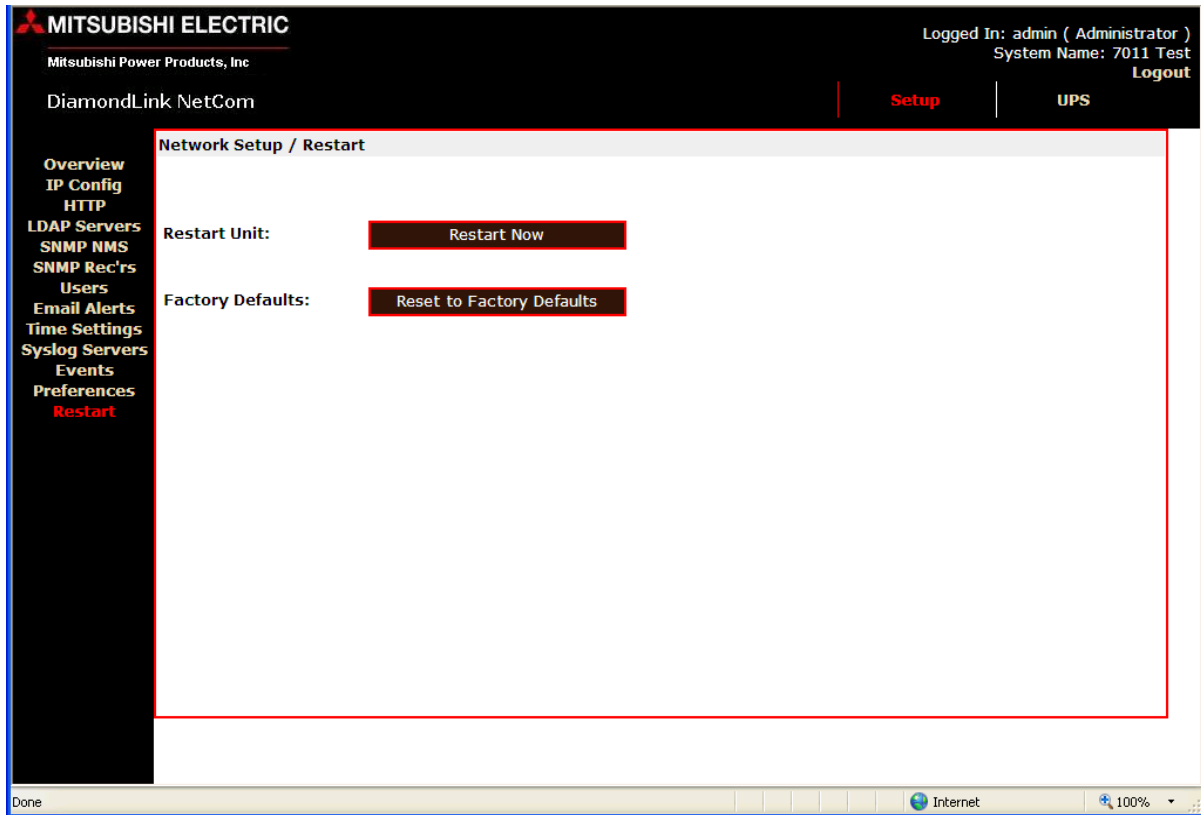 MITSUBISHI ELECTRIC
Mitsubishi Power Products, Inc
DiamondLink NetCom
Logged In: admin ( Administrator )
System Name: 7011 Test
Logout
Setup
UPS
Overview
IP Config
HTTP
LDAP Servers
SNMP NMS
SNMP Rec'rs
Users
Email Alerts
Time Settings
Syslog Servers
Events
Preferences
Restart
Network Setup / Restart
Restart Unit:
Restart Now
Factory Defaults:
Reset to Factory Defaults
Done
Internet
100%